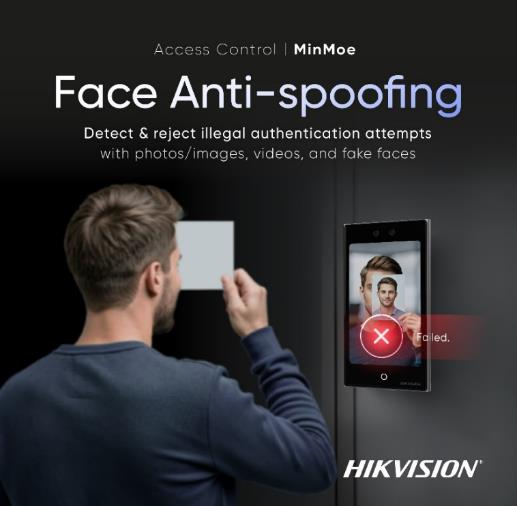 Access Control | MinMoe
Face Anti-spoofing
Detect & reject illegal authentication attempts
with photos/images, videos, and fake faces
Failed.
HIKVISION
HIKVISION®